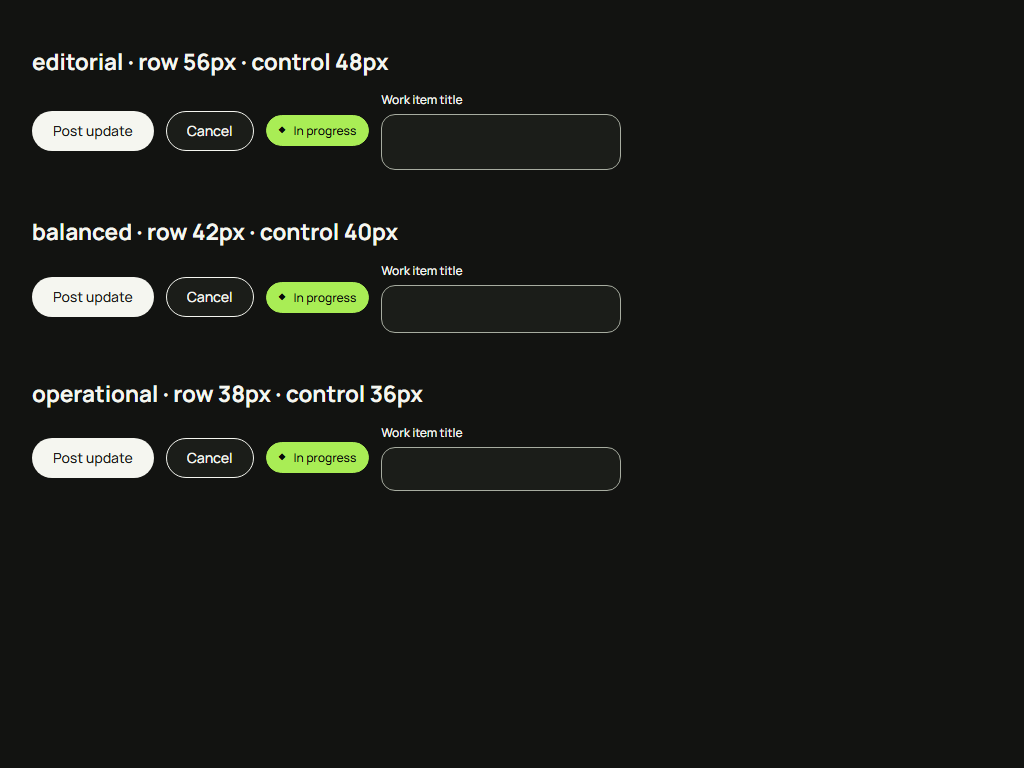 editorial · row 56px · control 48px
Work item title
Post update Cancel In progress
balanced · row 42px · control 40px
Work item title
Post update Cancel In progress
operational · row 38px · control 36px
Work item title
Post update Cancel In progress